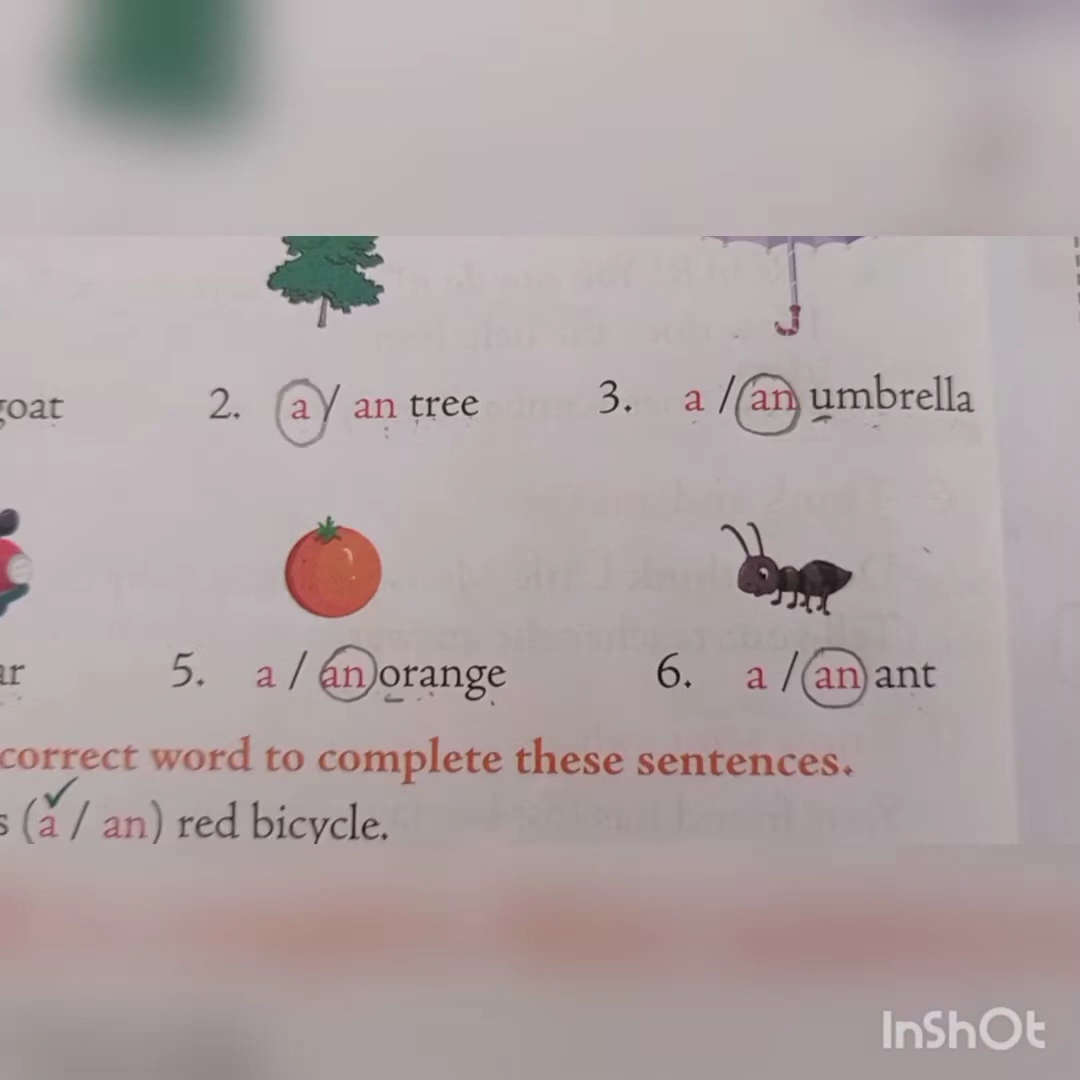 goat 2. a / an tree 3. a / an umbrella
5. a / an orange 6. a / an ant
correct word to complete these sentences.
(a / an) red bicycle.
InShOt